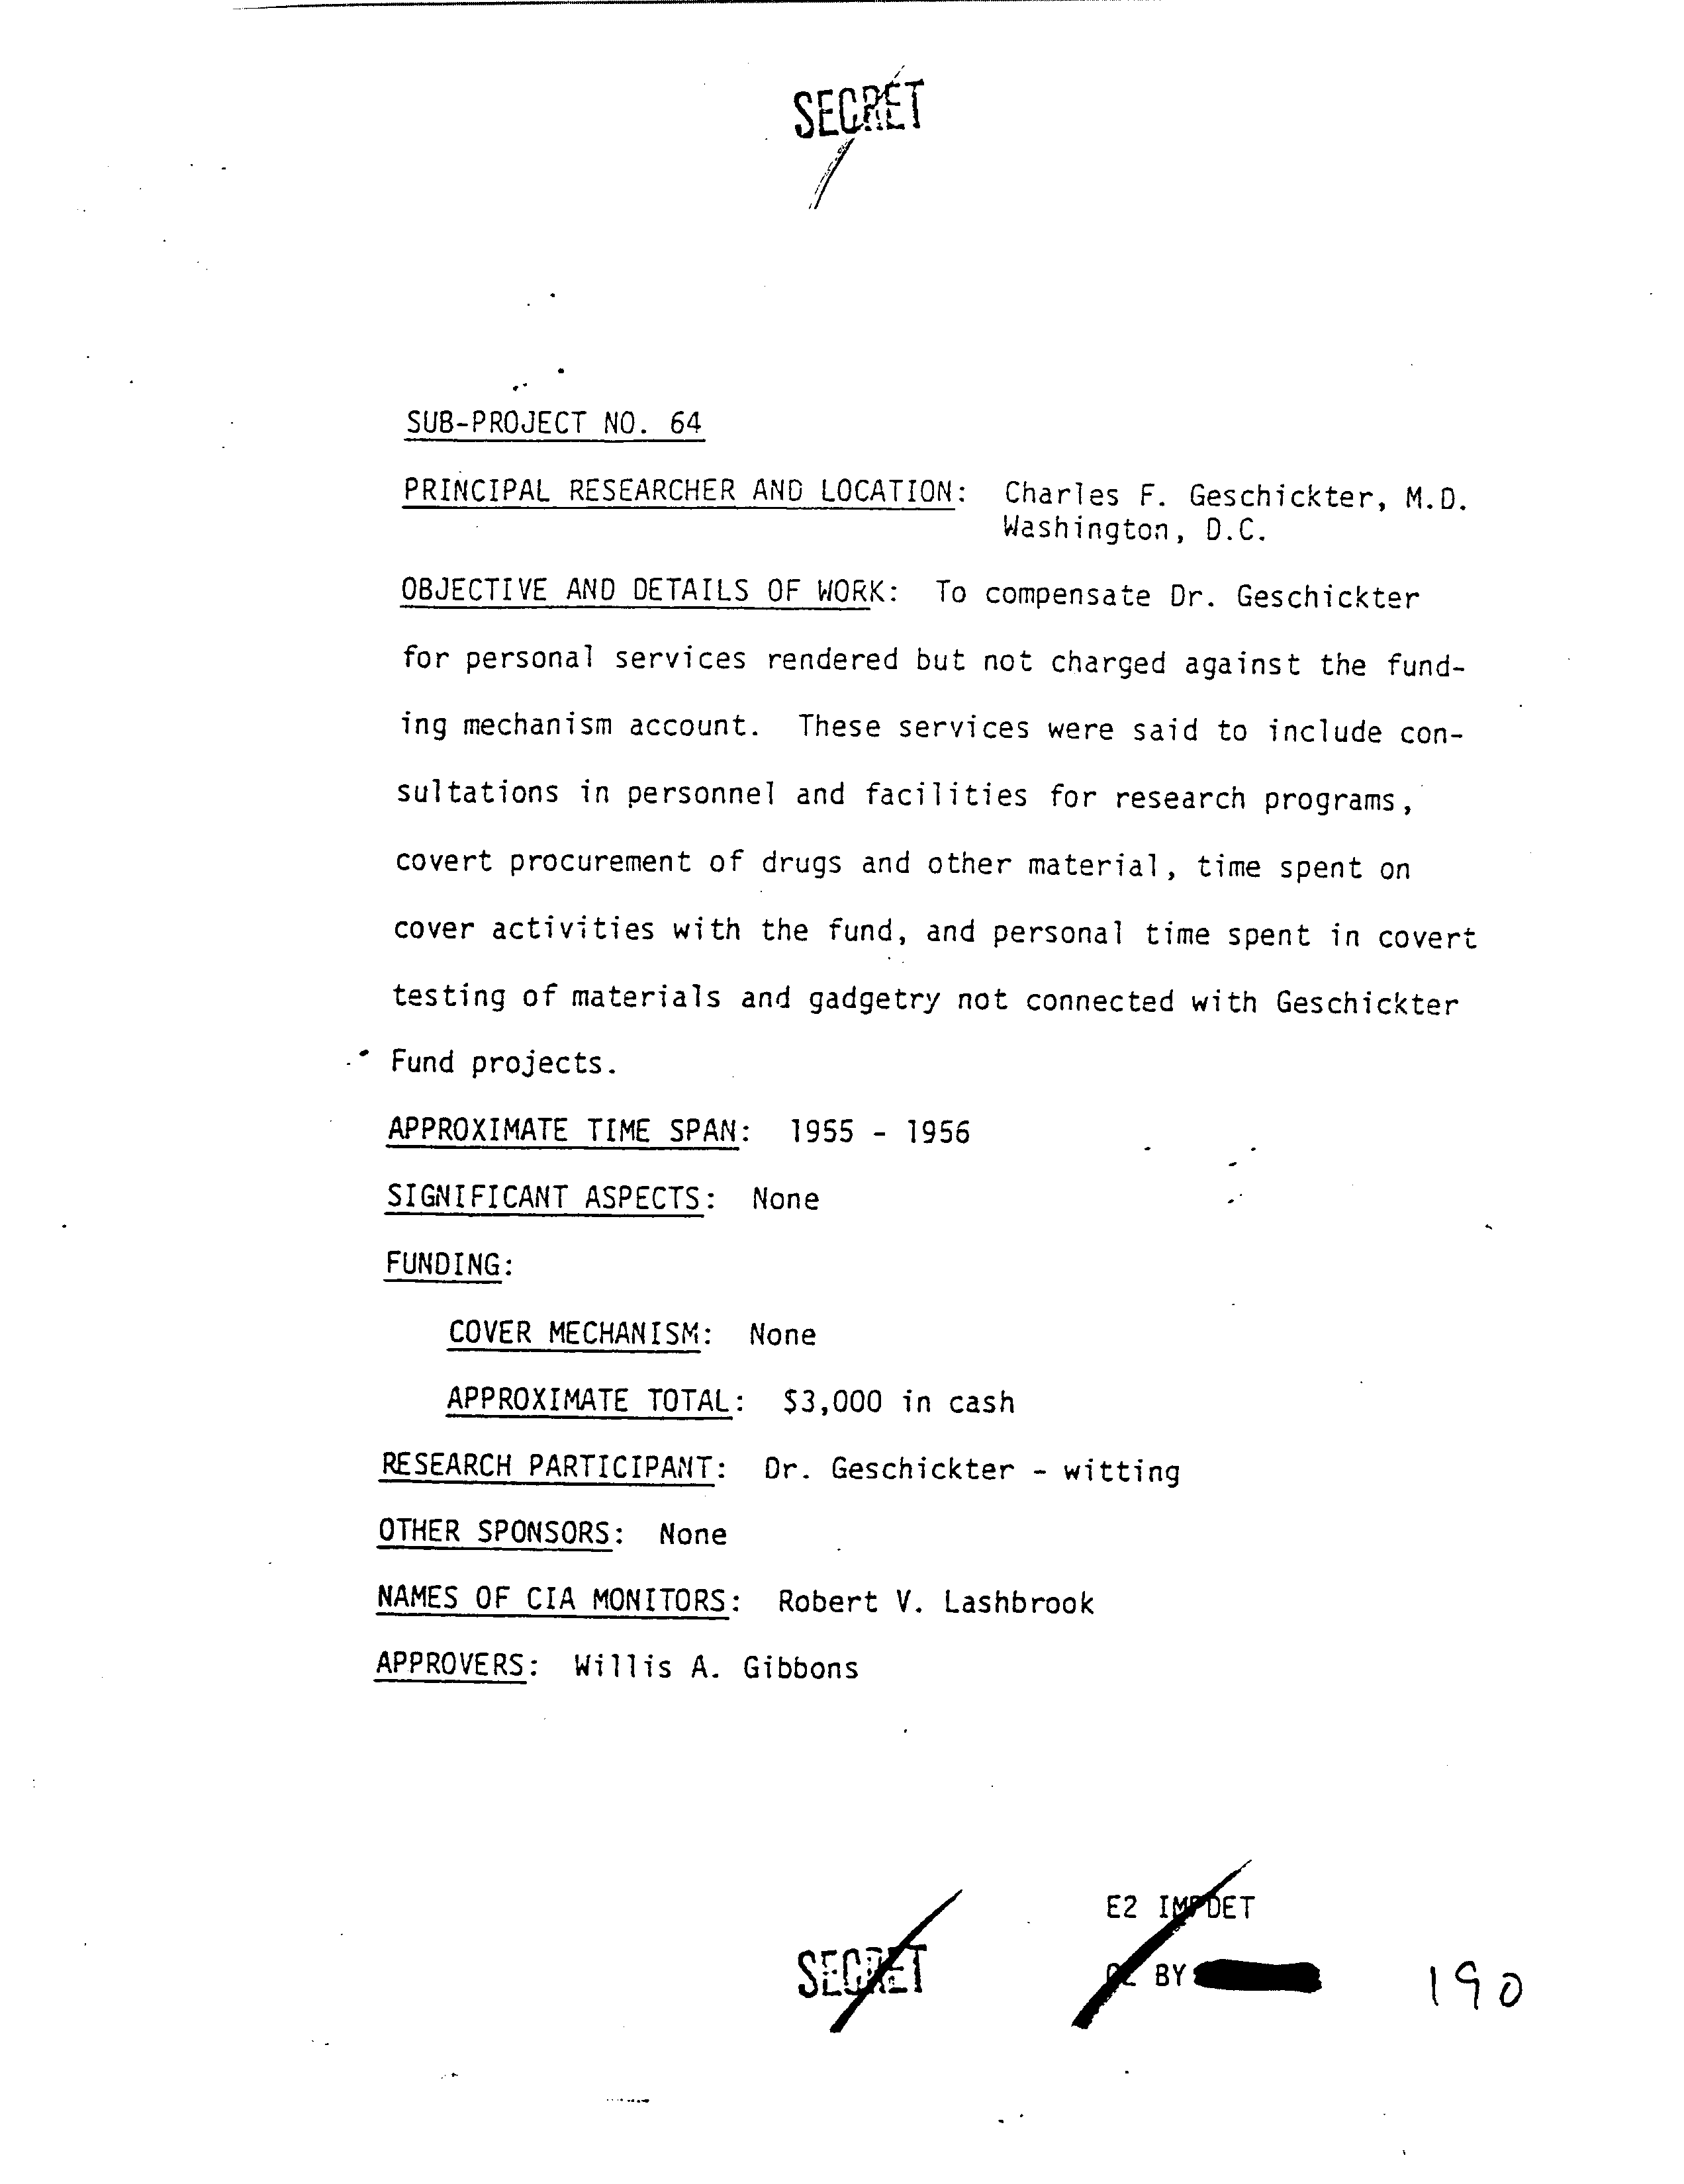 SECRET
SUB-PROJECT NO. 64
PRINCIPAL RESEARCHER AND LOCATION: Charles F. Geschickter, M.D.
Washington, D.C.
OBJECTIVE AND DETAILS OF WORK: To compensate Dr. Geschickter
for personal services rendered but not charged against the fund-
ing mechanism account. These services were said to include con-
sultations in personnel and facilities for research programs,
covert procurement of drugs and other material, time spent on
cover activities with the fund, and personal time spent in covert
testing of materials and gadgetry not connected with Geschickter
Fund projects.
APPROXIMATE TIME SPAN: 1955 - 1956
SIGNIFICANT ASPECTS: None
FUNDING:
COVER MECHANISM: None
APPROXIMATE TOTAL: $3,000 in cash
RESEARCH PARTICIPANT: Dr. Geschickter - witting
OTHER SPONSORS: None
NAMES OF CIA MONITORS: Robert V. Lashbrook
APPROVERS: Willis A. Gibbons
E2 IMPDET
SECRET
CL BY
190